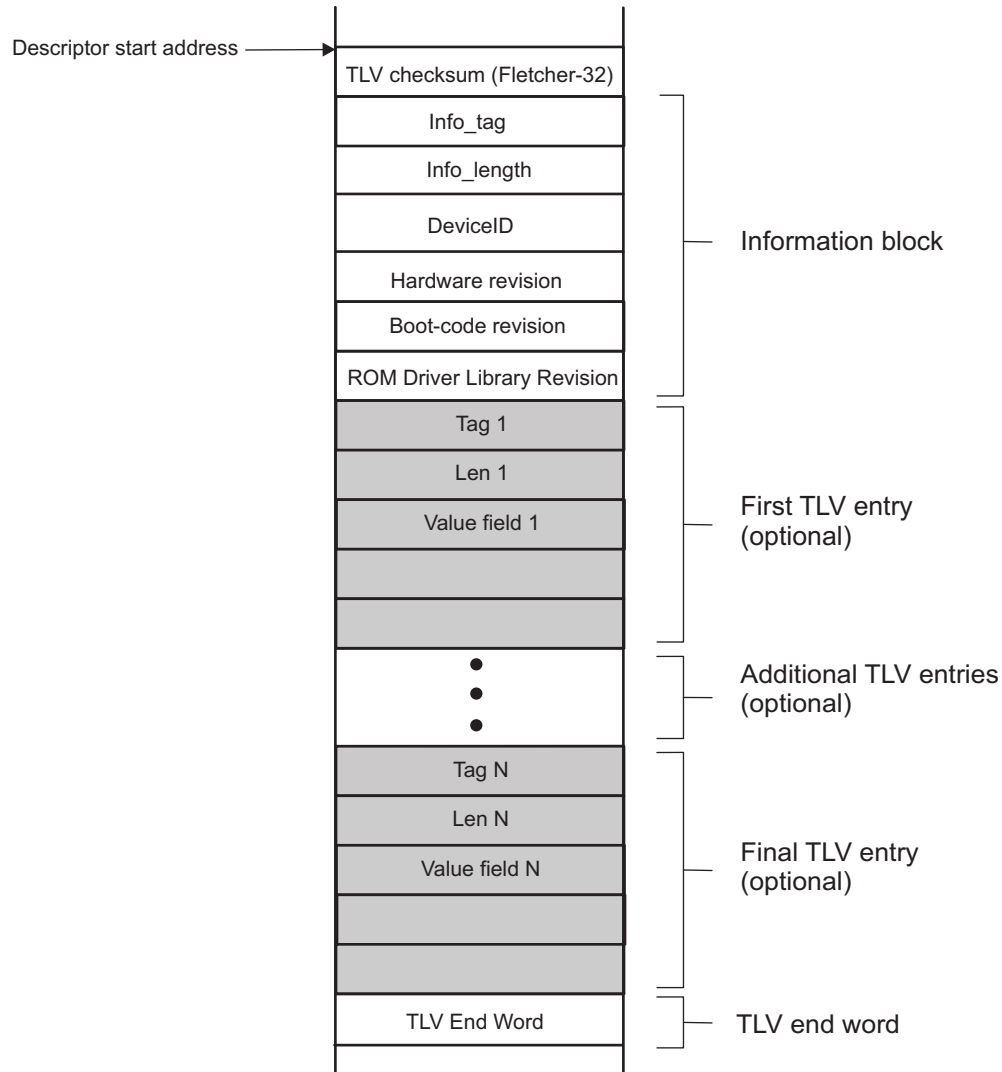 Descriptor start address
TLV checksum (Fletcher-32)
Info_tag
Info_length
DeviceID
Hardware revision
Boot-code revision
ROM Driver Library Revision
Information block
Tag 1
Len 1
Value field 1
First TLV entry
(optional)
Additional TLV entries
(optional)
Tag N
Len N
Value field N
Final TLV entry
(optional)
TLV End Word
TLV end word